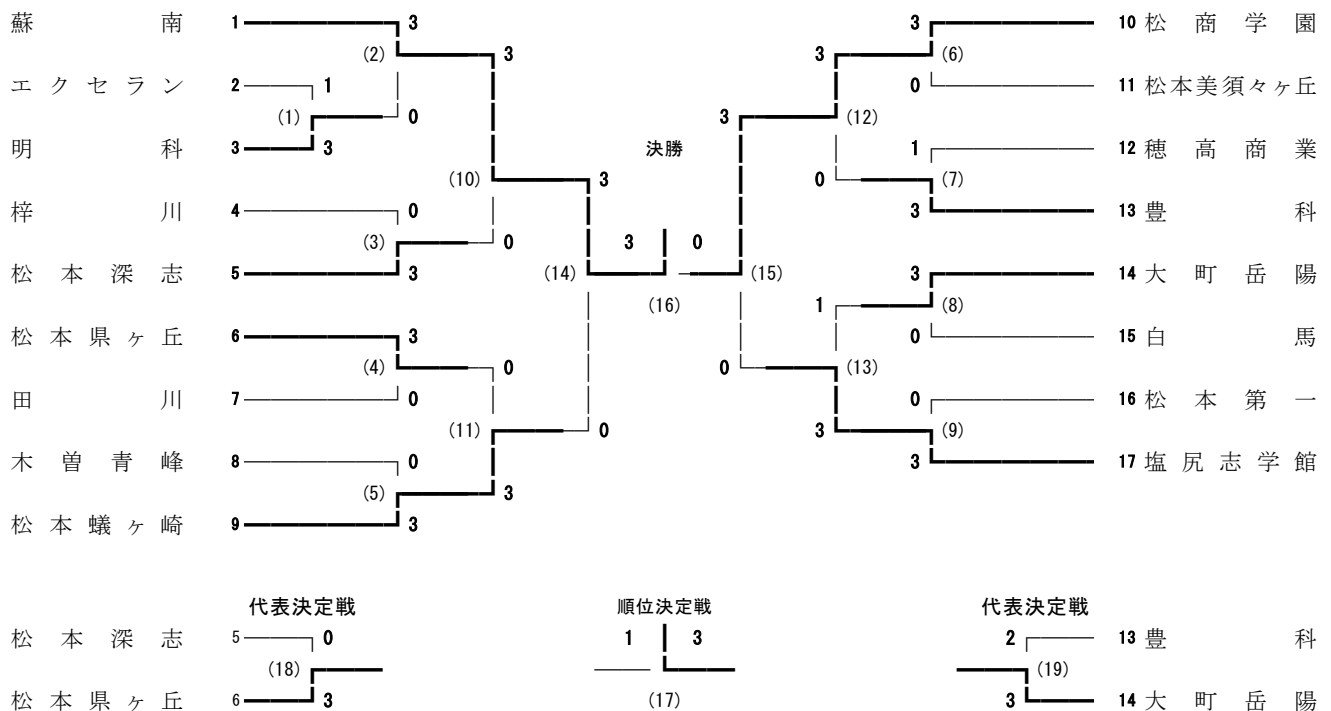 蘇南 1 3 3 10 松商学園
(2) 3 3 (6)
エクセラン 2 1 0 11 松本美須々ヶ丘
(1) 0 3 (12)
明科 3 3 決勝 1 12 穂高商業
(10) 3 0 (7)
梓川 4 0 3 13 豊科
(3) 0 3 0
松本深志 5 3 (14) (15) 3 14 大町岳陽
(16) 1 (8)
松本県ヶ丘 6 3 0 15 白馬
(4) 0 0 (13)
田川 7 0 0 16 松本第一
(11) 0 3 (9)
木曽青峰 8 0 3 17 塩尻志学館
(5) 3
松本蟻ヶ崎 9 3
代表決定戦 順位決定戦 代表決定戦
松本深志 5 0 1 3 2 13 豊科
(18) (19)
松本県ヶ丘 6 3 (17) 3 14 大町岳陽